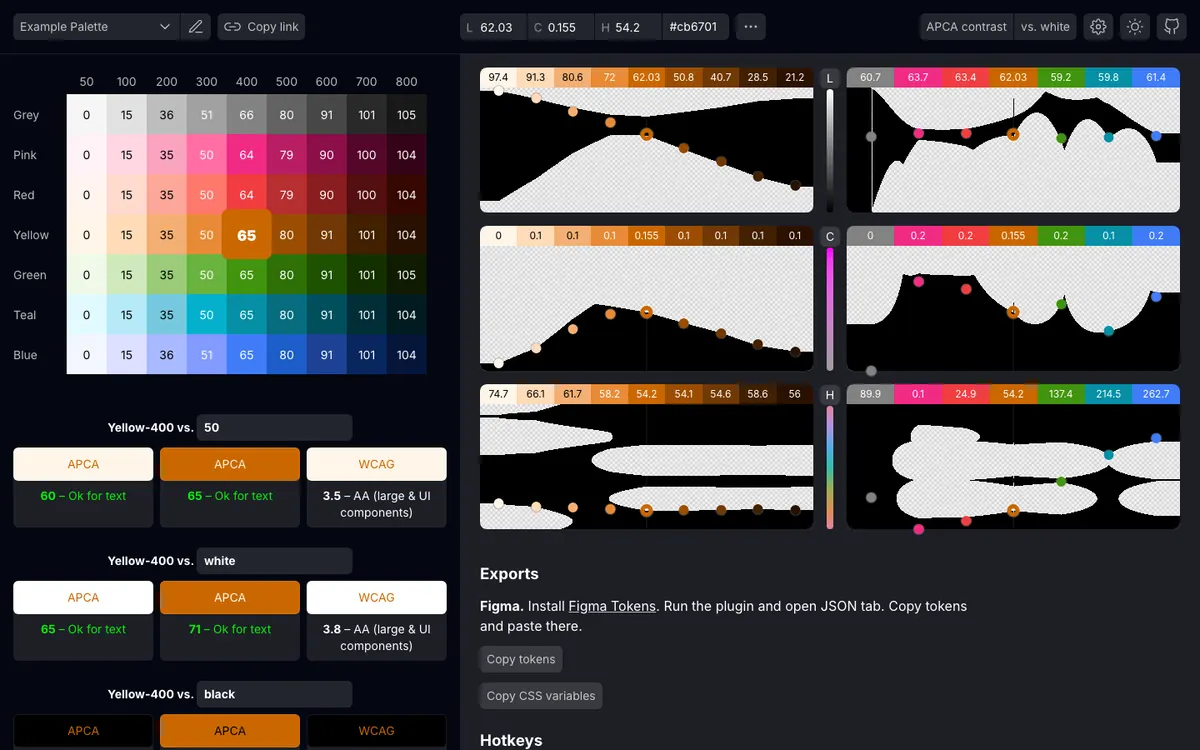 Example Palette
Copy link
L 62.03 C 0.155 H 54.2 #cb6701
APCA contrast vs. white
50 100 200 300 400 500 600 700 800
Grey 0 15 36 51 66 80 91 101 105
Pink 0 15 35 50 64 79 90 100 104
Red 0 15 35 50 64 79 90 100 104
Yellow 0 15 35 50 65 80 91 101 104
Green 0 15 35 50 65 80 91 101 105
Teal 0 15 35 50 65 80 91 101 104
Blue 0 15 36 51 65 80 91 101 104
Yellow-400 vs. 50
APCA APCA WCAG
60 – Ok for text 65 – Ok for text 3.5 – AA (large & UI
components)
Yellow-400 vs. white
APCA APCA WCAG
65 – Ok for text 71 – Ok for text 3.8 – AA (large & UI
components)
Yellow-400 vs. black
APCA APCA WCAG
97.4 91.3 80.6 72 62.03 50.8 40.7 28.5 21.2 L 60.7 63.7 63.4 62.03 59.2 59.8 61.4
0 0.1 0.1 0.1 0.155 0.1 0.1 0.1 0.1 C 0 0.2 0.2 0.155 0.2 0.1 0.2
74.7 66.1 61.7 58.2 54.2 54.1 54.6 58.6 56 H 89.9 0.1 24.9 54.2 137.4 214.5 262.7
Exports
Figma. Install Figma Tokens. Run the plugin and open JSON tab. Copy tokens
and paste there.
Copy tokens
Copy CSS variables
Hotkeys